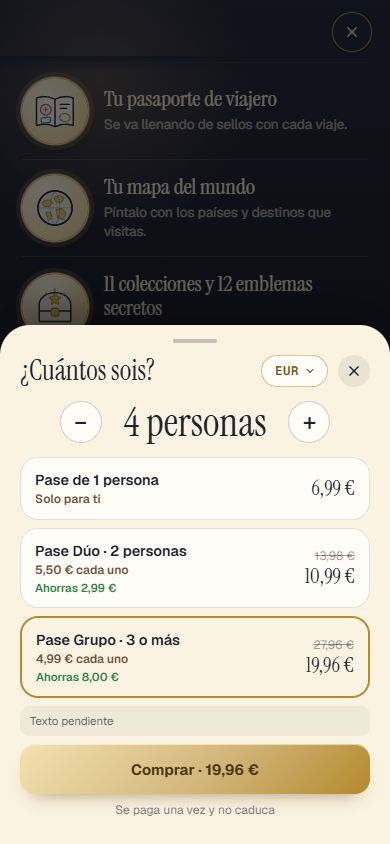 Tu pasaporte de viajero
Se va llenando de sellos con cada viaje.
Tu mapa del mundo
Píntalo con los países y destinos que
visitas.
11 colecciones y 12 emblemas
secretos
¿Cuántos sois?
EUR
4 personas
Pase de 1 persona
Solo para ti
6,99 €
Pase Dúo · 2 personas
5,50 € cada uno
Ahorras 2,99 €
13,98 €
10,99 €
Pase Grupo · 3 o más
4,99 € cada uno
Ahorras 8,00 €
27,96 €
19,96 €
Texto pendiente
Comprar · 19,96 €
Se paga una vez y no caduca